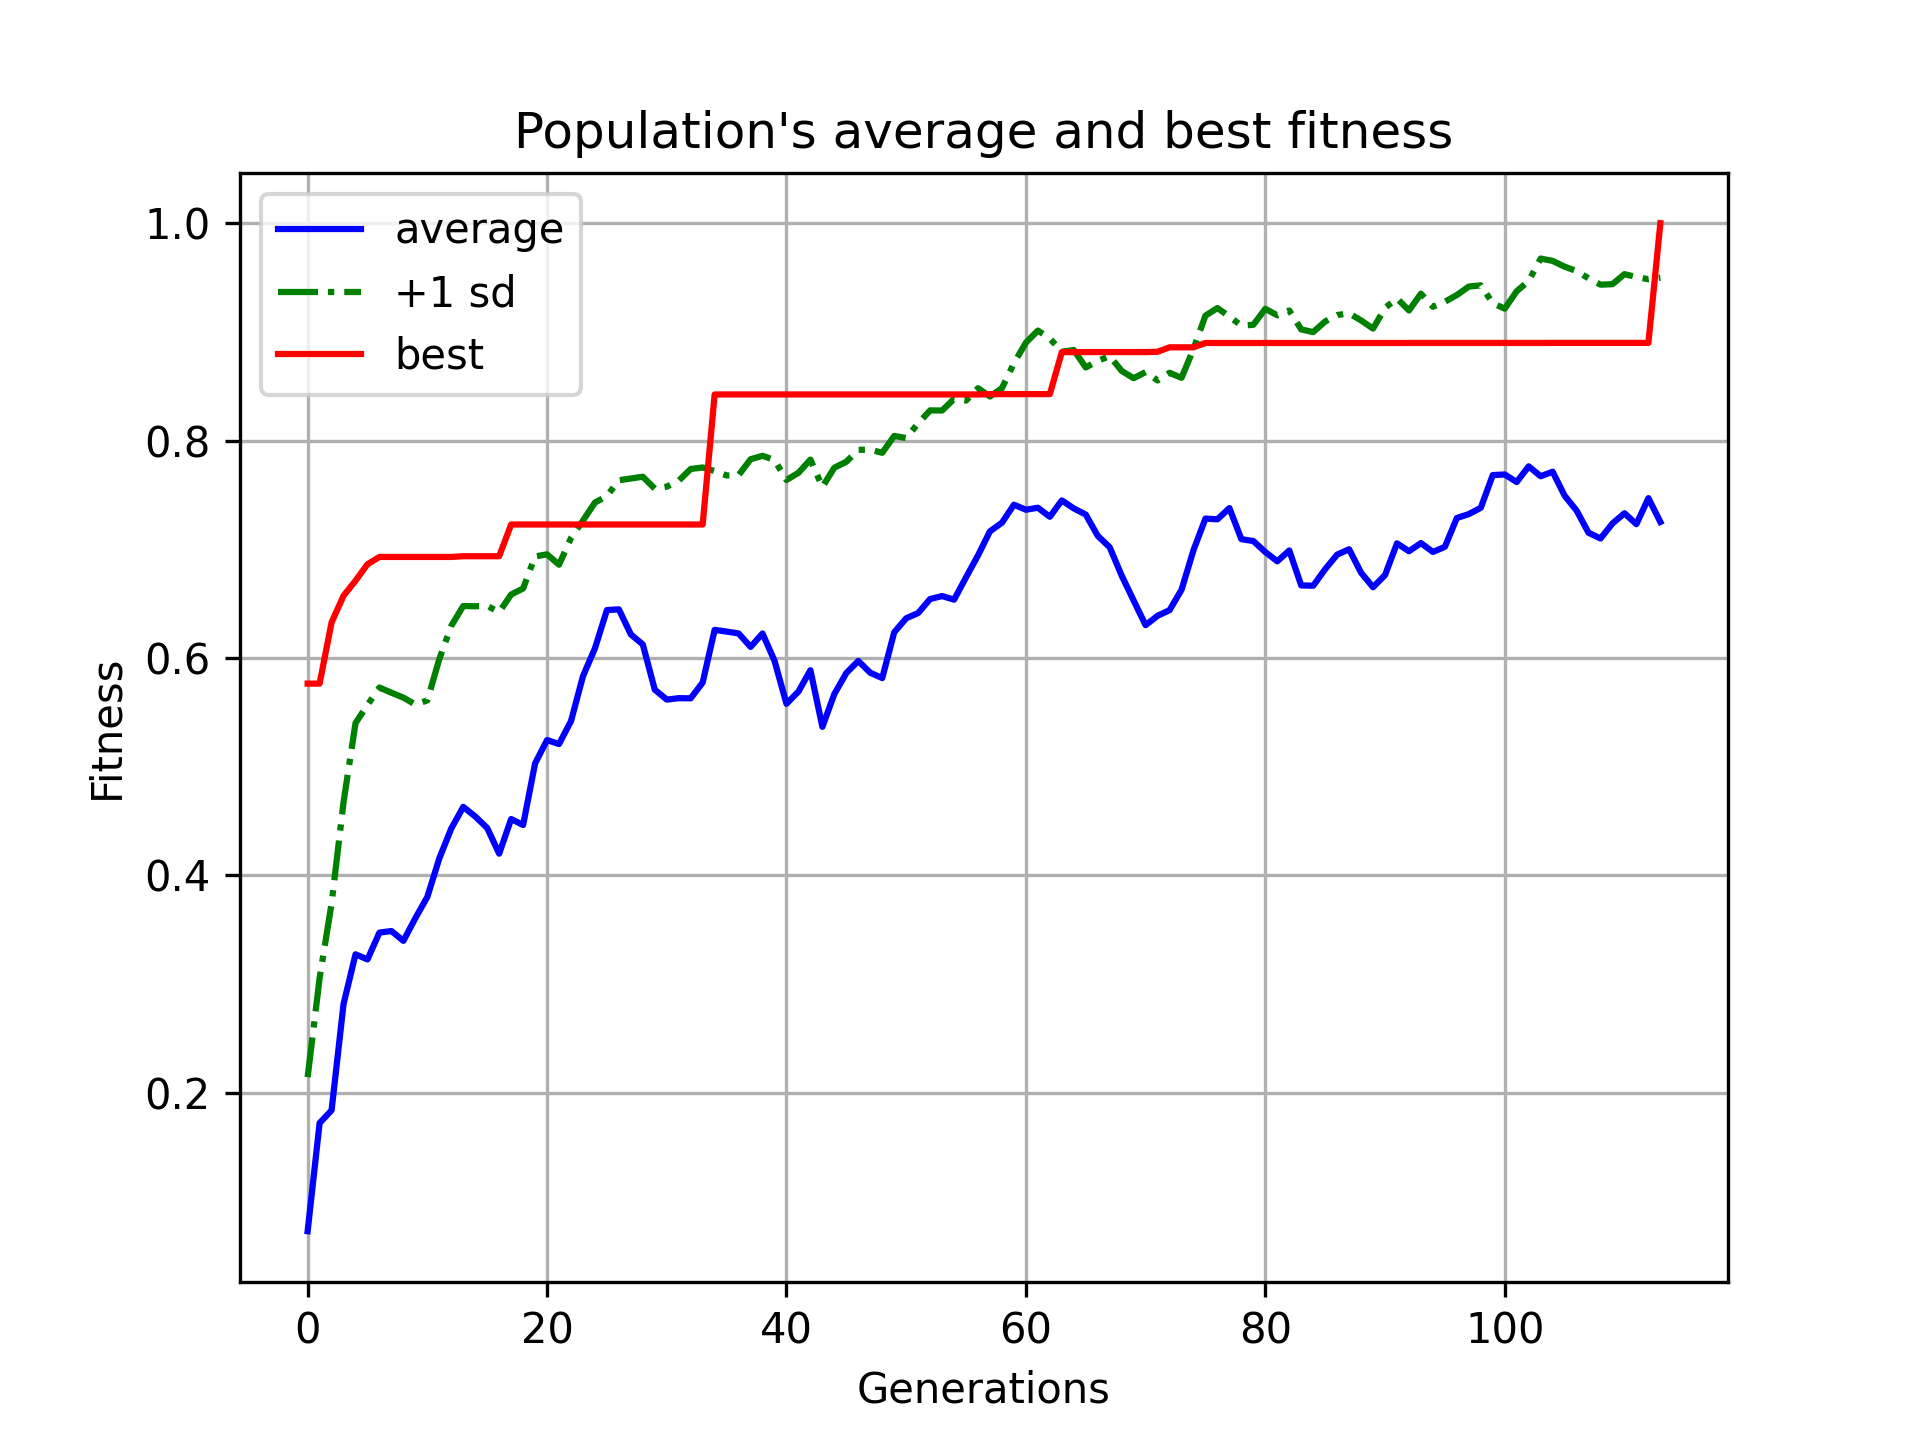 Population's average and best fitness
average
+1 sd
best
1.0
0.8
0.6
0.4
0.2
Fitness
0 20 40 60 80 100
Generations